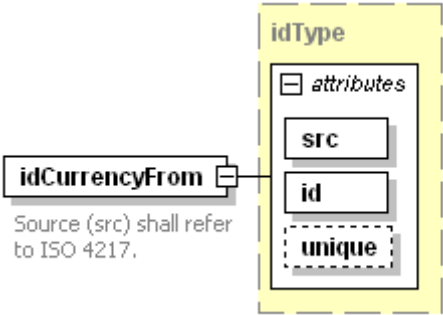 idType
attributes
src
idCurrencyFrom
id
Source (src) shall refer
to ISO 4217.
unique